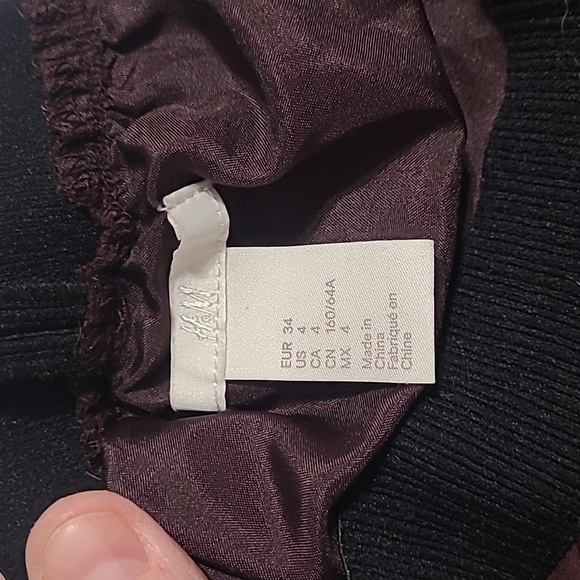 H&M
EUR 34
US 4
CA 4
CN 160/64A
MX 4
Made in
China
Fabriqué en
Chine